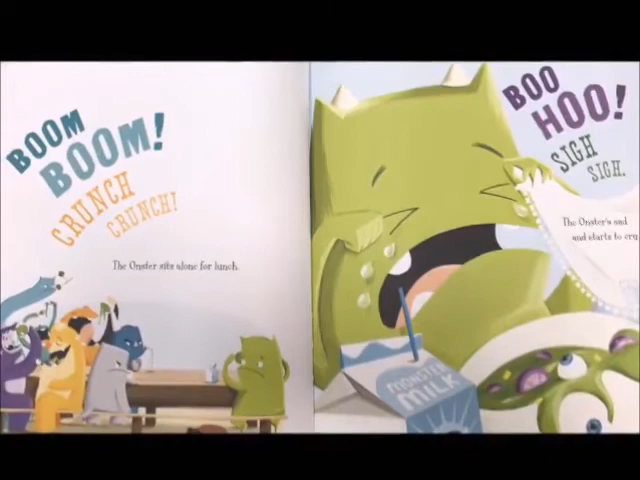 BOOM
BOOM!
CRUNCH
CRUNCH!
The Onster sits alone for lunch.
BOO
HOO!
SIGH
SIGH.
The Onster's sad
and starts to cry
MONSTER
MILK